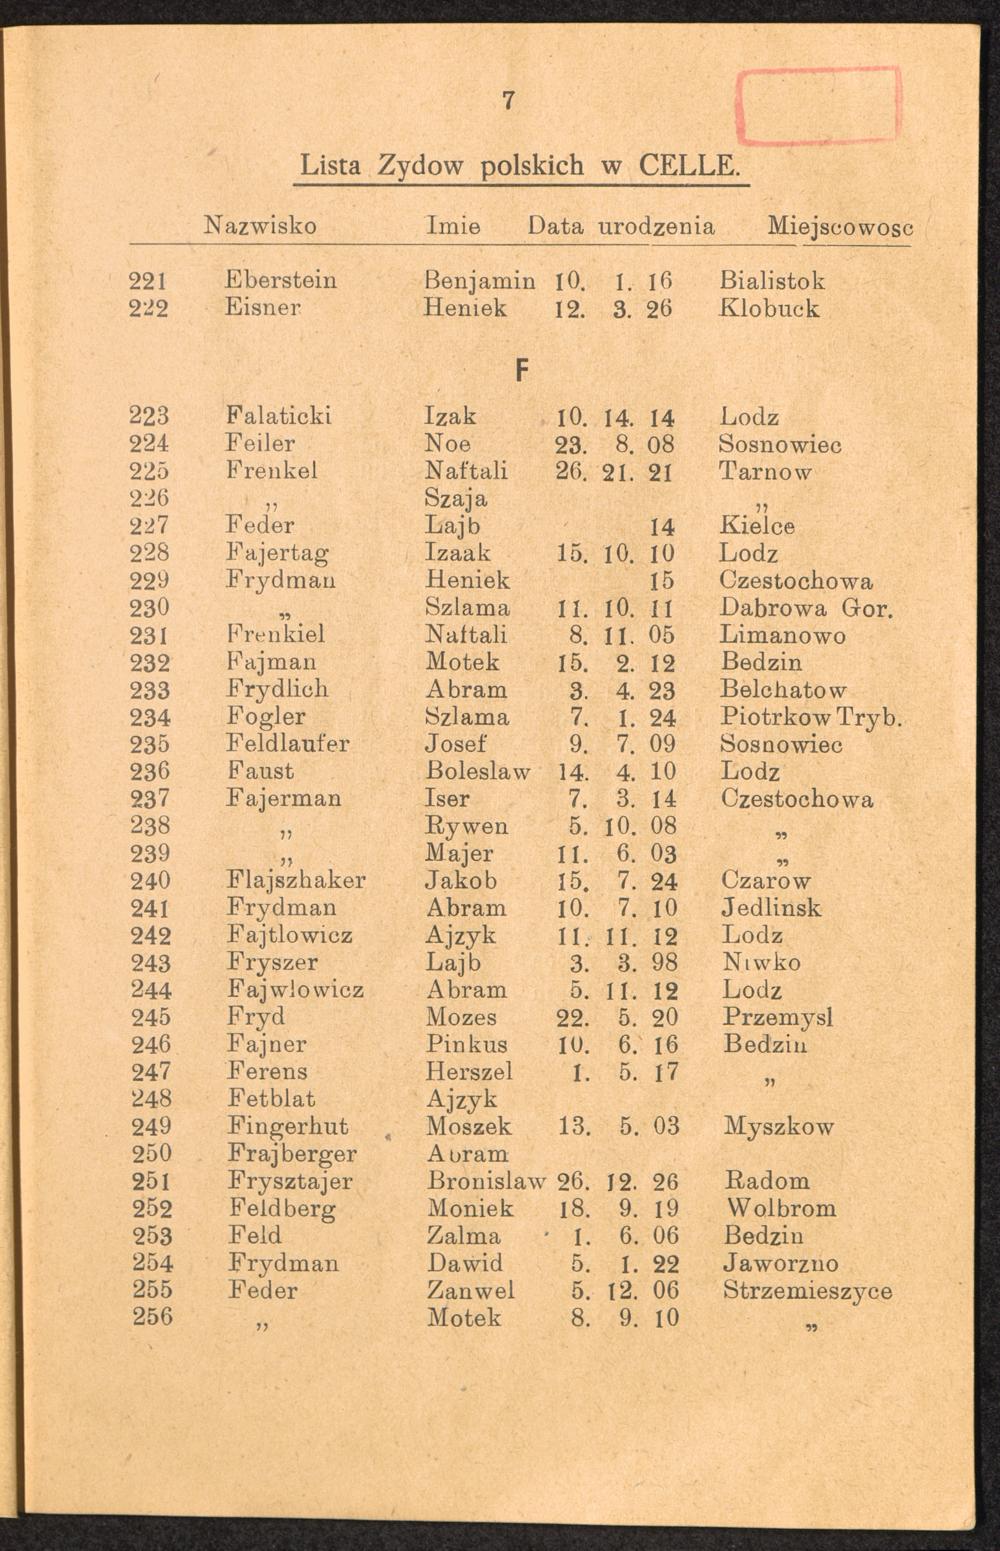 7
Lista Zydow polskich w CELLE.
Nazwisko Imie Data urodzenia Miejscowosc
221 Eberstein Benjamin 10. 1. 16 Bialistok
222 Eisner Heniek 12. 3. 26 Klobuck
F
223 Falaticki Izak 10. 14. 14 Lodz
224 Feiler Noe 23. 8. 08 Sosnowiec
225 Frenkel Naftali 26. 21. 21 Tarnow
226 „ Szaja „
227 Feder Lajb 14 Kielce
228 Fajertag Izaak 15. 10. 10 Lodz
229 Frydman Heniek 15 Czestochowa
230 „ Szlama 11. 10. 11 Dabrowa Gor.
231 Frenkiel Naftali 8. 11. 05 Limanowo
232 Fajman Motek 15. 2. 12 Bedzin
233 Frydlich Abram 3. 4. 23 Belchatow
234 Fogler Szlama 7. 1. 24 Piotrkow Tryb.
235 Feldlaufer Josef 9. 7. 09 Sosnowiec
236 Faust Boleslaw 14. 4. 10 Lodz
237 Fajerman Iser 7. 3. 14 Czestochowa
238 „ Rywen 5. 10. 08 „
239 „ Majer 11. 6. 03 „
240 Flajszhaker Jakob 15. 7. 24 Czarow
241 Frydman Abram 10. 7. 10 Jedlinsk
242 Fajtlowicz Ajzyk 11. 11. 12 Lodz
243 Fryszer Lajb 3. 3. 98 Niwko
244 Fajwlowicz Abram 5. 11. 12 Lodz
245 Fryd Mozes 22. 5. 20 Przemysl
246 Fajner Pinkus 10. 6. 16 Bedzin
247 Ferens Herszel 1. 5. 17 „
248 Fetblat Ajzyk
249 Fingerhut Moszek 13. 5. 03 Myszkow
250 Frajberger Abram
251 Frysztajer Bronislaw 26. 12. 26 Radom
252 Feldberg Moniek 18. 9. 19 Wolbrom
253 Feld Zalma 1. 6. 06 Bedzin
254 Frydman Dawid 5. 1. 22 Jaworzno
255 Feder Zanwel 5. 12. 06 Strzemieszyce
256 „ Motek 8. 9. 10 „